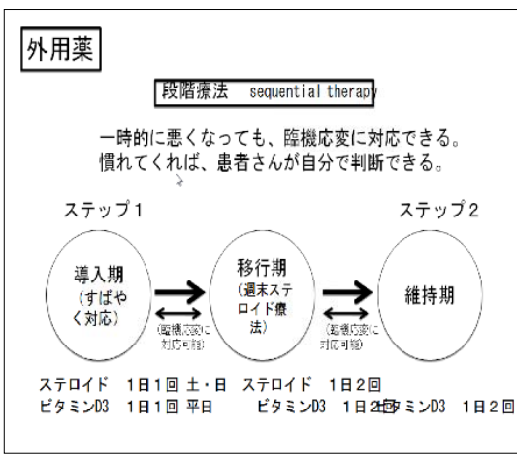 外用薬
段階療法 sequential therapy
一時的に悪くなっても、臨機応変に対応できる。
慣れてくれば、患者さんが自分で判断できる。
ステップ1
ステップ2
導入期
(すばや
く対応)
移行期
(週末ステ
ロイド療
法)
維持期
(臨機応変に
対応可能)
(臨機応変に
対応可能)
ステロイド 1日1回 土・日 ステロイド 1日2回
ビタミンD3 1日1回 平日 ビタミンD3 1日2回
ビタミンD3 1日2回